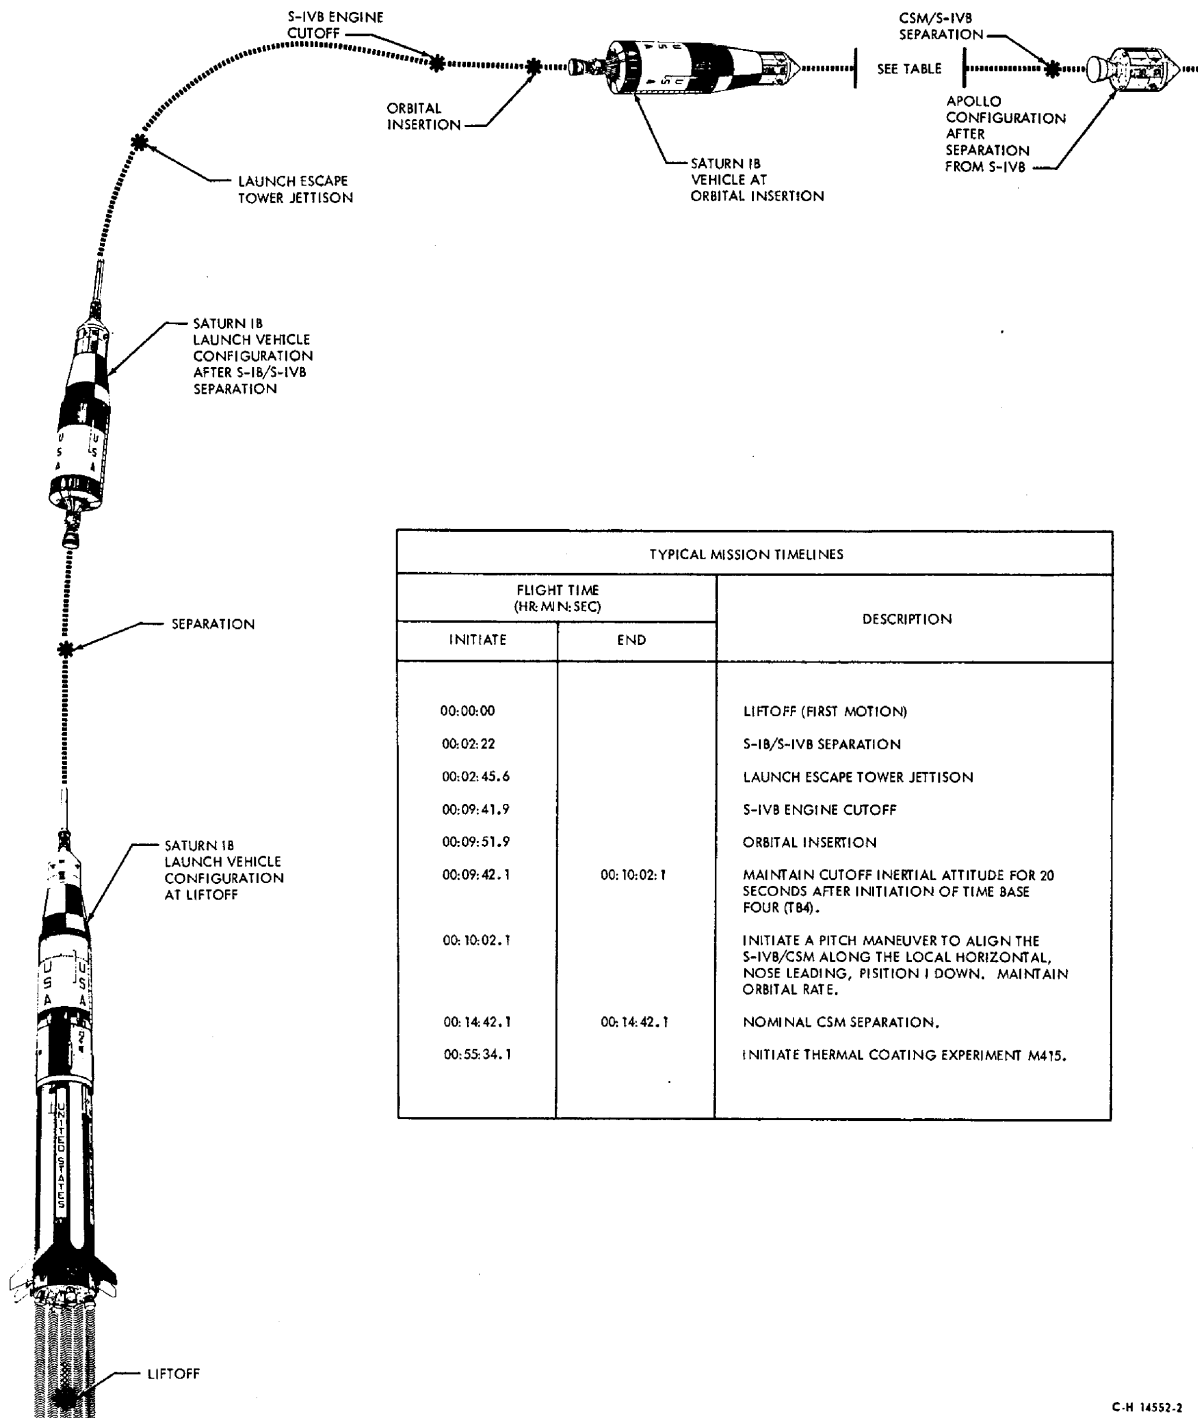 S-IVB ENGINE
CUTOFF
ORBITAL
INSERTION
CSM/S-IVB
SEPARATION
SEE TABLE
APOLLO
CONFIGURATION
AFTER
SEPARATION
FROM S-IVB
SATURN IB
VEHICLE AT
ORBITAL INSERTION
USA
USA
LAUNCH ESCAPE
TOWER JETTISON
SATURN IB
LAUNCH VEHICLE
CONFIGURATION
AFTER S-IB/S-IVB
SEPARATION
USA
USA
SEPARATION
SATURN IB
LAUNCH VEHICLE
CONFIGURATION
AT LIFTOFF
USA
USA
UNITED STATES
LIFTOFF
TYPICAL MISSION TIMELINES
FLIGHT TIME
(HR:MIN:SEC)
DESCRIPTION
INITIATE END
00:00:00 LIFTOFF (FIRST MOTION)
00:02:22 S-IB/S-IVB SEPARATION
00:02:45.6 LAUNCH ESCAPE TOWER JETTISON
00:09:41.9 S-IVB ENGINE CUTOFF
00:09:51.9 ORBITAL INSERTION
00:09:42.1 00:10:02:1 MAINTAIN CUTOFF INERTIAL ATTITUDE FOR 20
SECONDS AFTER INITIATION OF TIME BASE
FOUR (TB4).
00:10:02.1 INITIATE A PITCH MANEUVER TO ALIGN THE
S-IVB/CSM ALONG THE LOCAL HORIZONTAL,
NOSE LEADING, PISITION I DOWN. MAINTAIN
ORBITAL RATE.
00:14:42.1 00:14:42.1 NOMINAL CSM SEPARATION.
00:55:34.1 INITIATE THERMAL COATING EXPERIMENT M415.
C-H 14552-2